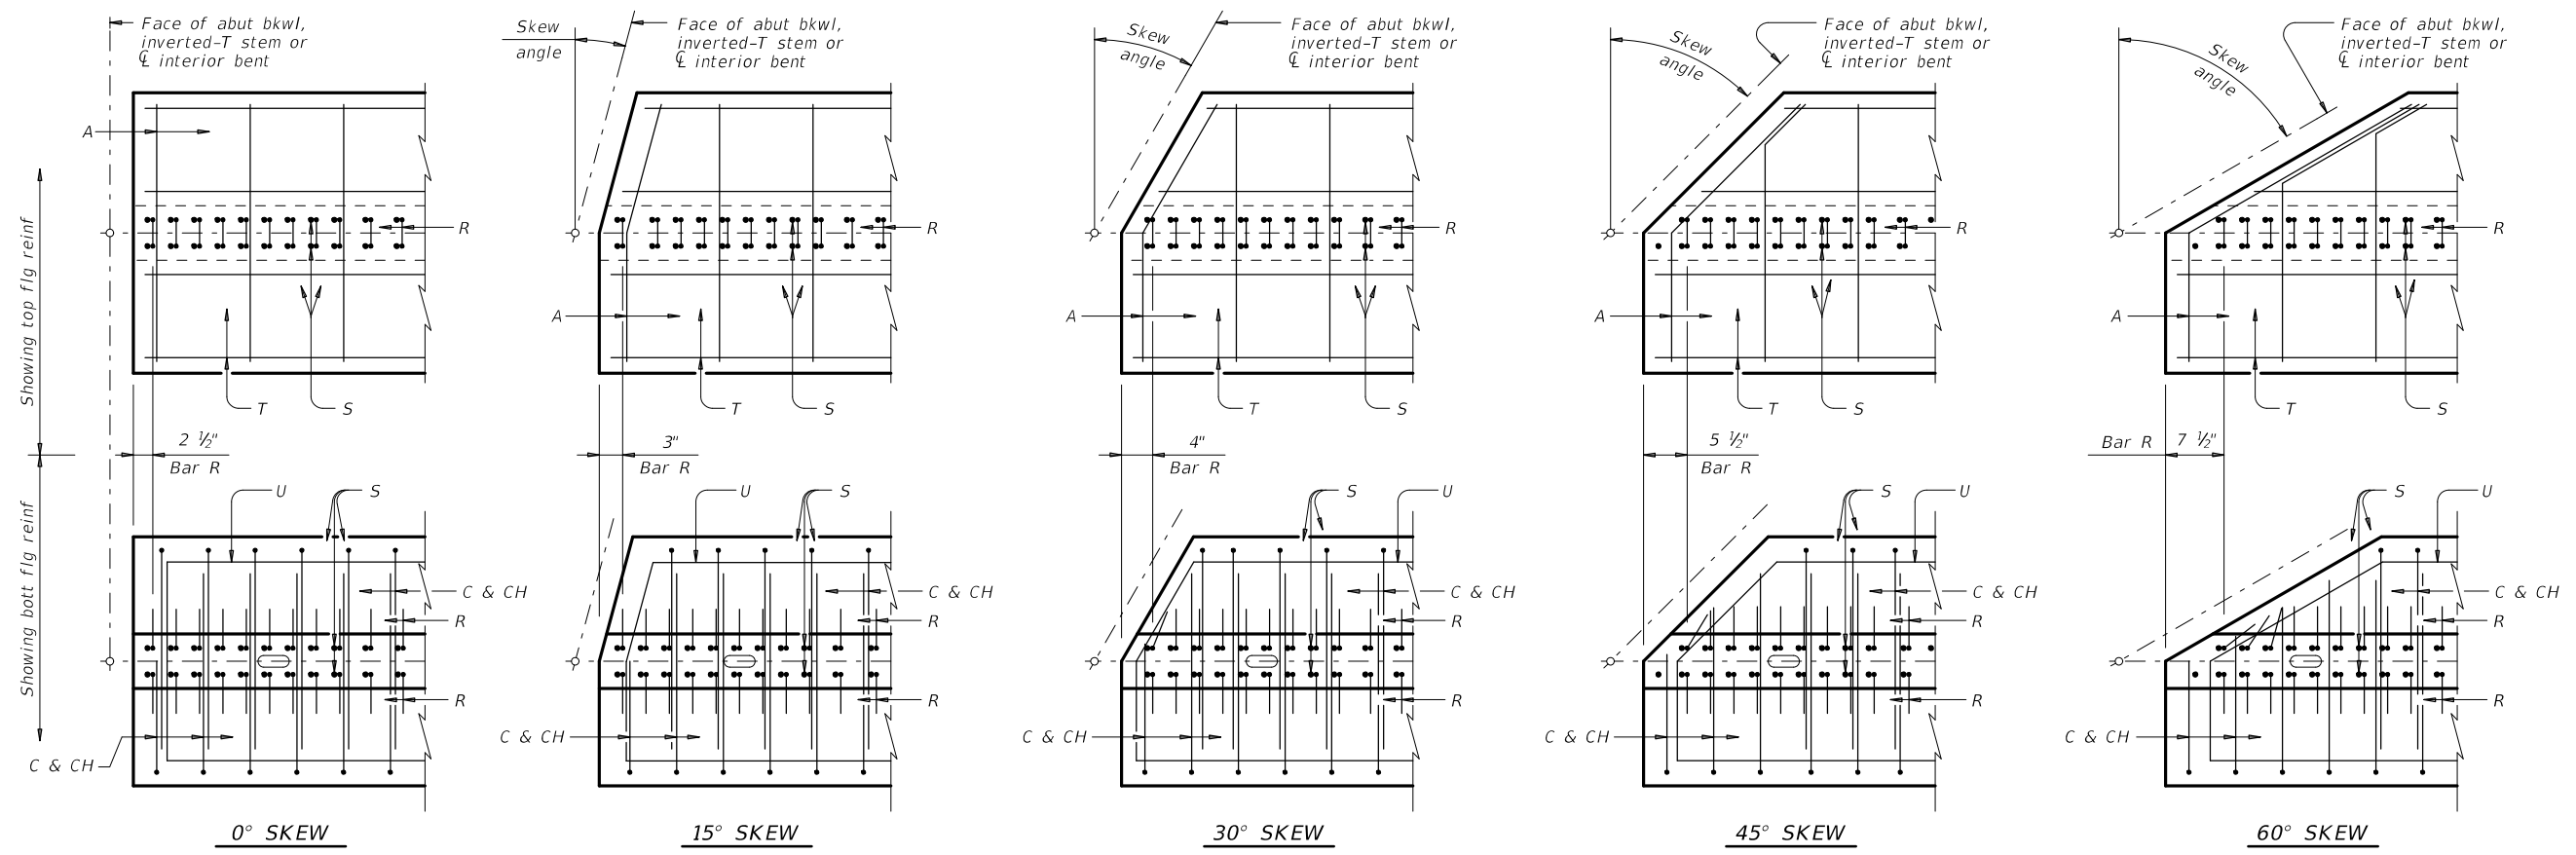 Face of abut bkwl,
inverted-T stem or
℄ interior bent
Skew
angle
Face of abut bkwl,
inverted-T stem or
℄ interior bent
Skew
angle
Face of abut bkwl,
inverted-T stem or
℄ interior bent
Skew
angle
Face of abut bkwl,
inverted-T stem or
℄ interior bent
Skew
angle
Face of abut bkwl,
inverted-T stem or
℄ interior bent
Showing top flg reinf
A
R
T
S
A
R
T
S
A
R
T
S
A
R
T
S
A
R
T
S
2 ½"
Bar R
3"
Bar R
4"
Bar R
5 ½"
Bar R
Bar R
7 ½"
Showing bott flg reinf
U
S
C & CH
R
R
C & CH
U
S
C & CH
R
R
C & CH
S
U
C & CH
R
R
C & CH
S
U
C & CH
R
R
C & CH
S
U
C & CH
R
R
C & CH
0° SKEW
15° SKEW
30° SKEW
45° SKEW
60° SKEW